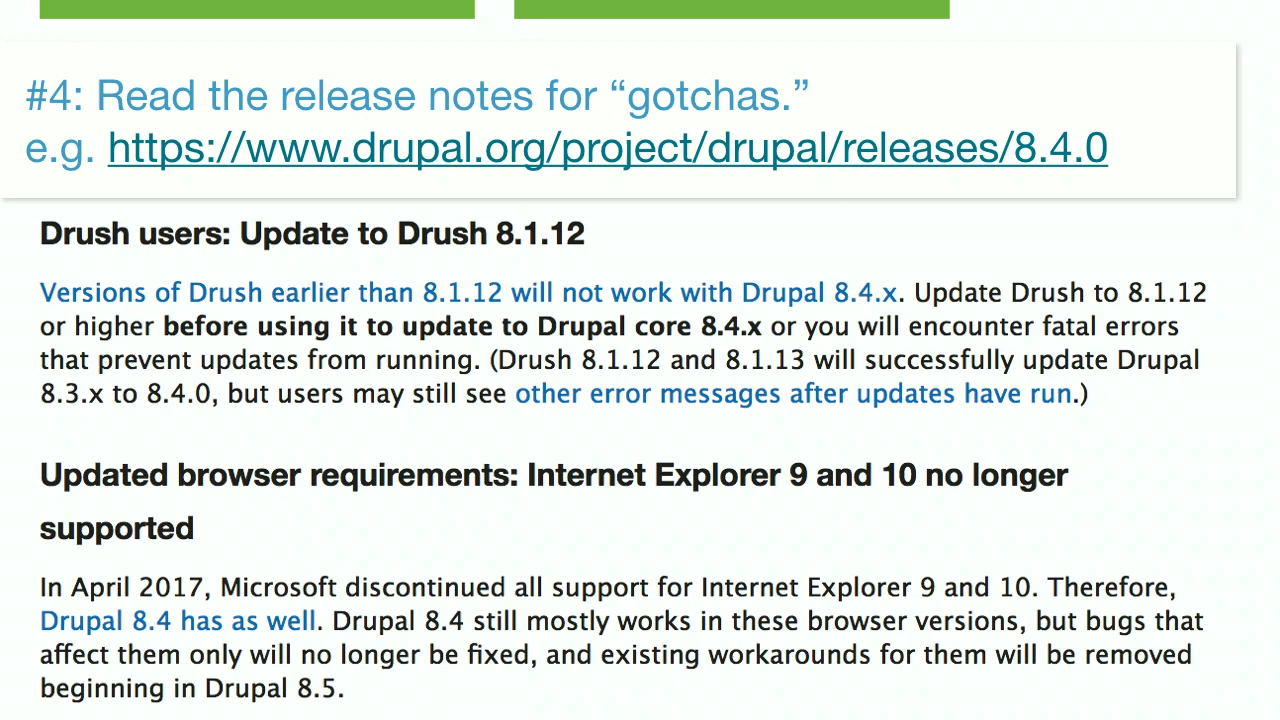 #4: Read the release notes for “gotchas.”
e.g. https://www.drupal.org/project/drupal/releases/8.4.0
Drush users: Update to Drush 8.1.12
Versions of Drush earlier than 8.1.12 will not work with Drupal 8.4.x. Update Drush to 8.1.12
or higher before using it to update to Drupal core 8.4.x or you will encounter fatal errors
that prevent updates from running. (Drush 8.1.12 and 8.1.13 will successfully update Drupal
8.3.x to 8.4.0, but users may still see other error messages after updates have run.)
Updated browser requirements: Internet Explorer 9 and 10 no longer
supported
In April 2017, Microsoft discontinued all support for Internet Explorer 9 and 10. Therefore,
Drupal 8.4 has as well. Drupal 8.4 still mostly works in these browser versions, but bugs that
affect them only will no longer be fixed, and existing workarounds for them will be removed
beginning in Drupal 8.5.